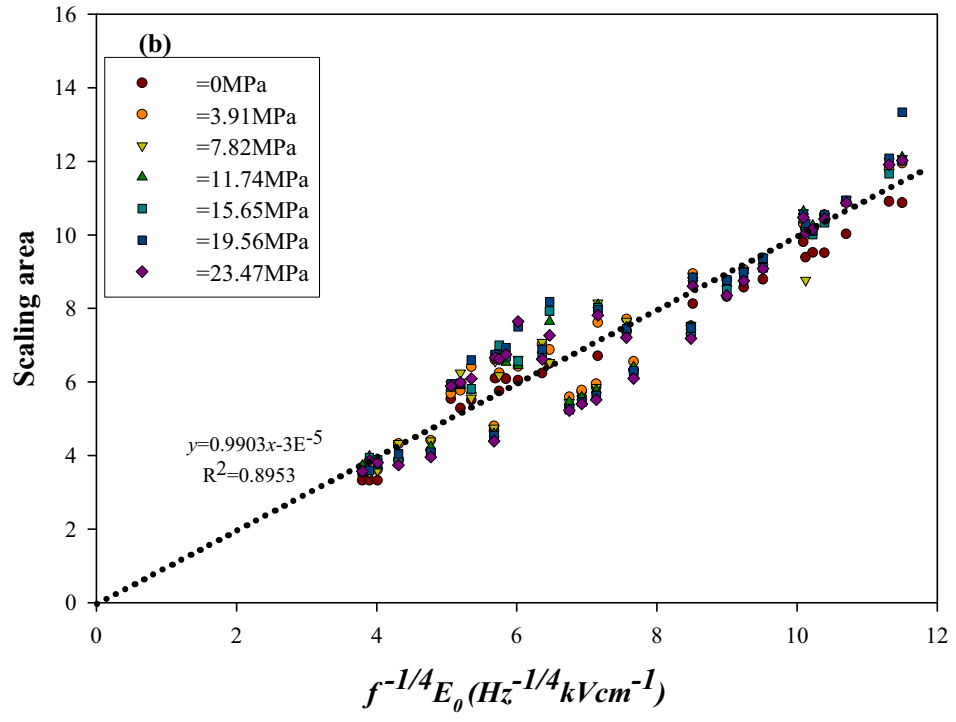 (b)
=0MPa
=3.91MPa
=7.82MPa
=11.74MPa
=15.65MPa
=19.56MPa
=23.47MPa
y=0.9903x-3E-5
R2=0.8953
Scaling area
16
14
12
10
8
6
4
2
0
0 2 4 6 8 10 12
f -1/4E0 (Hz-1/4kVcm-1)